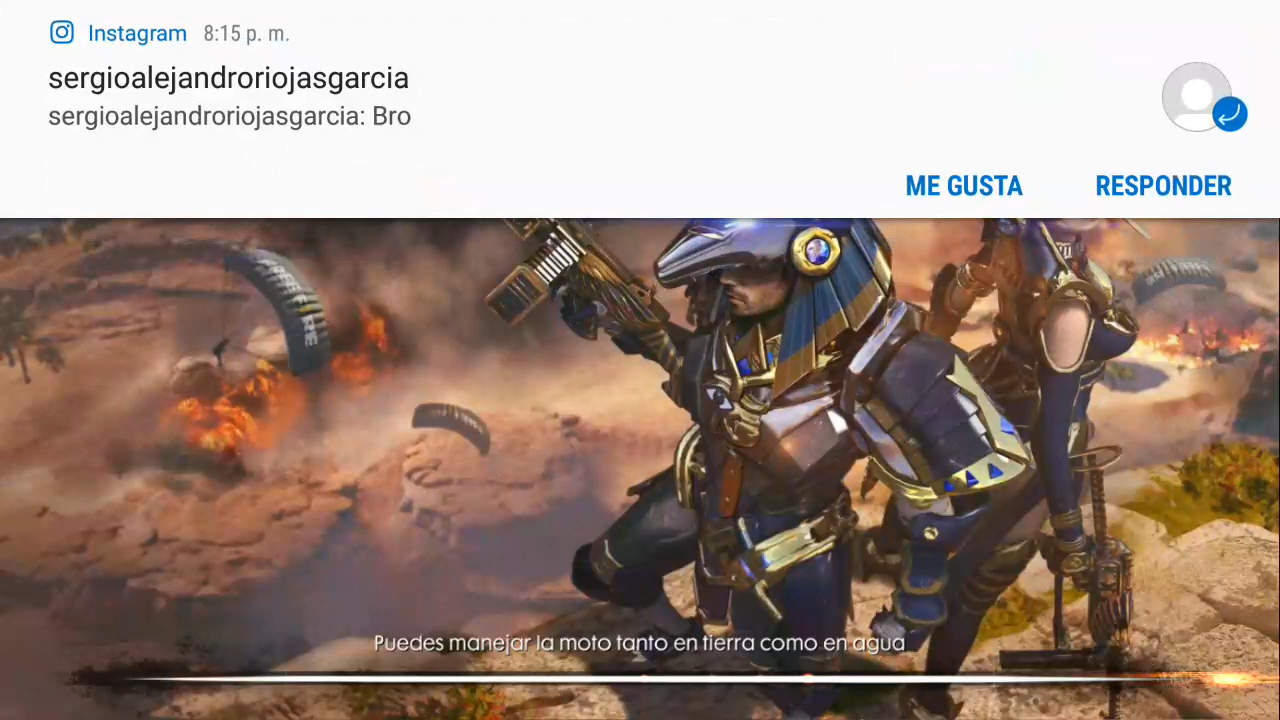 Instagram 8:15 p. m.
sergioalejandroriojasgarcia
sergioalejandroriojasgarcia: Bro
ME GUSTA RESPONDER
Puedes manejar la moto tanto en tierra como en agua